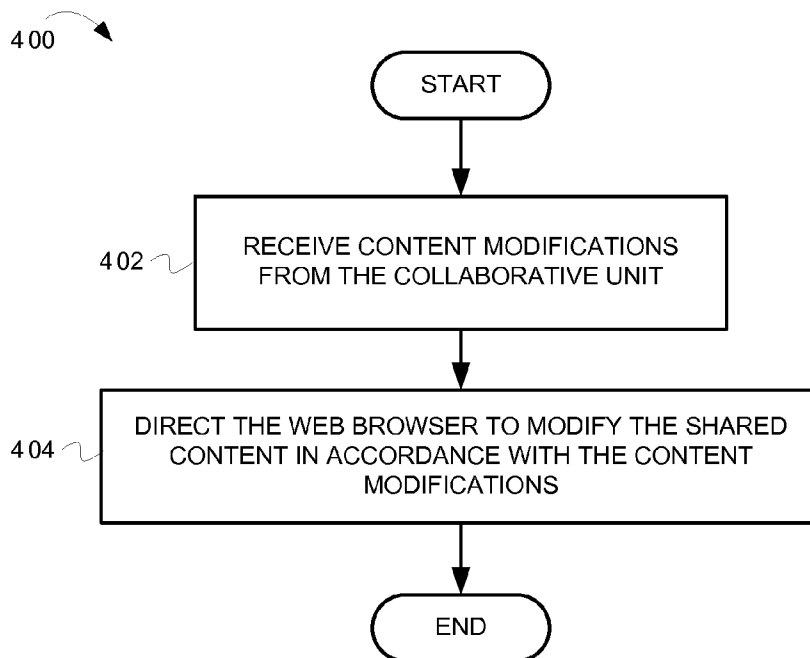 400
START
402
RECEIVE CONTENT MODIFICATIONS
FROM THE COLLABORATIVE UNIT
404
DIRECT THE WEB BROWSER TO MODIFY THE SHARED
CONTENT IN ACCORDANCE WITH THE CONTENT
MODIFICATIONS
END